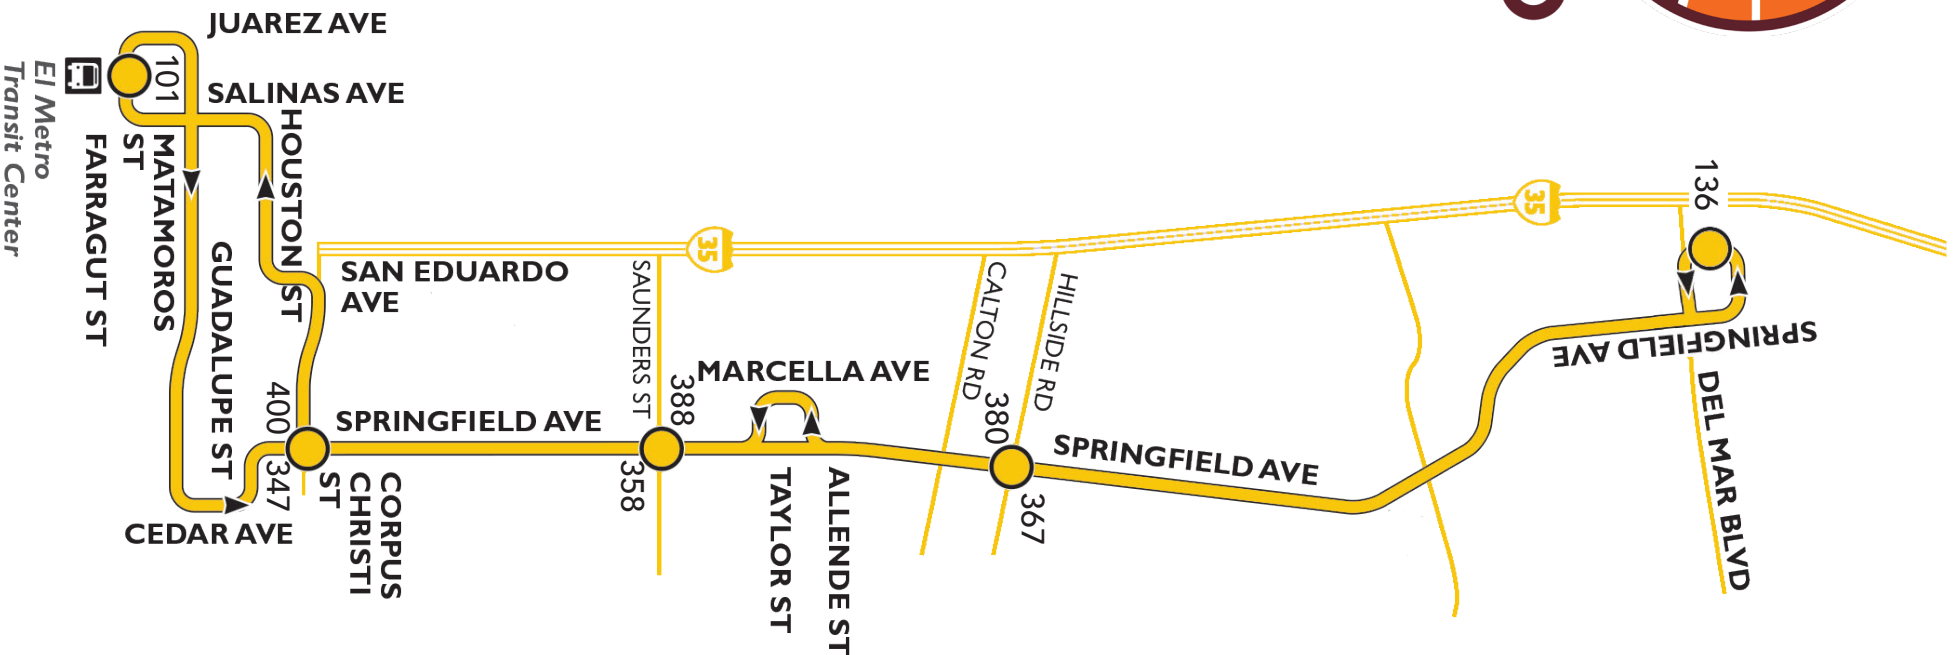 JUAREZ AVE
101
SALINAS AVE
El Metro
Transit Center
FARRAGUT ST
MATAMOROS
ST
HOUSTON ST
GUADALUPE ST
CEDAR AVE
SAN EDUARDO
AVE
400
347
SPRINGFIELD AVE
CORPUS
CHRISTI
ST
35
SAUNDERS ST
388
358
MARCELLA AVE
TAYLOR ST
ALLENDE ST
CALTON RD
HILLSIDE RD
380
367
SPRINGFIELD AVE
35
136
SPRINGFIELD AVE
DEL MAR BLVD